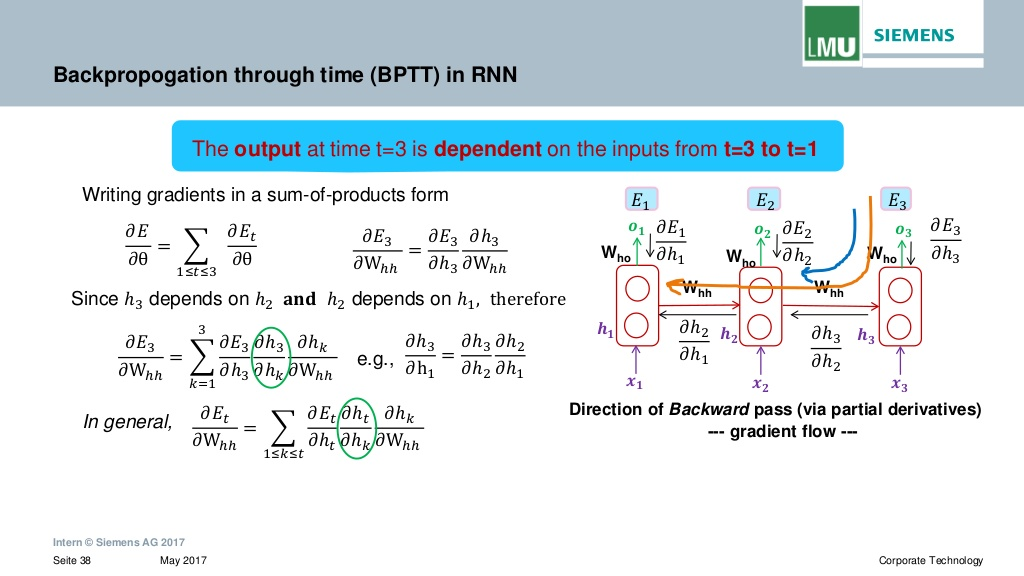 LMU
SIEMENS
Backpropogation through time (BPTT) in RNN
The output at time t=3 is dependent on the inputs from t=3 to t=1
Writing gradients in a sum-of-products form
∂E/∂θ = ∑_{1≤t≤3} ∂E_t/∂θ
∂E_3/∂W_hh = ∂E_3/∂h_3 ∂h_3/∂W_hh
Since h_3 depends on h_2 and h_2 depends on h_1, therefore
∂E_3/∂W_hh = ∑_{k=1}^{3} ∂E_3/∂h_3 ∂h_3/∂h_k ∂h_k/∂W_hh
e.g., ∂h_3/∂h_1 = ∂h_3/∂h_2 ∂h_2/∂h_1
In general, ∂E_t/∂W_hh = ∑_{1≤k≤t} ∂E_t/∂h_t ∂h_t/∂h_k ∂h_k/∂W_hh
E_1 E_2 E_3
o_1 ∂E_1/∂h_1 o_2 ∂E_2/∂h_2 o_3 ∂E_3/∂h_3
W_ho W_ho W_ho
W_hh W_hh
h_1 ∂h_2/∂h_1 h_2 ∂h_3/∂h_2 h_3
x_1 x_2 x_3
Direction of Backward pass (via partial derivatives)
--- gradient flow ---
Intern © Siemens AG 2017
Seite 38 May 2017 Corporate Technology